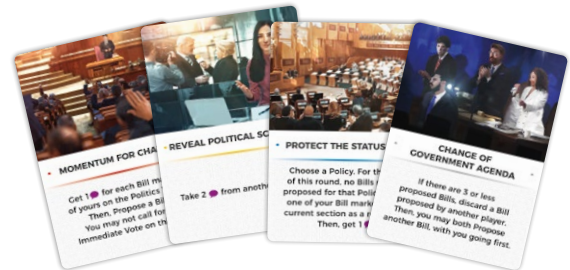 MOMENTUM FOR CHA
Get 1 for each Bill m
of yours on the Politics
Then, Propose a Bil
You may not call for
Immediate Vote on th
REVEAL POLITICAL SC
Take 2 from anoth
PROTECT THE STATUS
Choose a Policy. For th
of this round, no Bills
proposed for that Polic
one of your Bill marke
current section as a r
Then, get 1
CHANGE OF
GOVERNMENT AGENDA
If there are 3 or less
proposed Bills, discard a Bill
proposed by another player.
Then, you may both Propose
another Bill, with you going first.